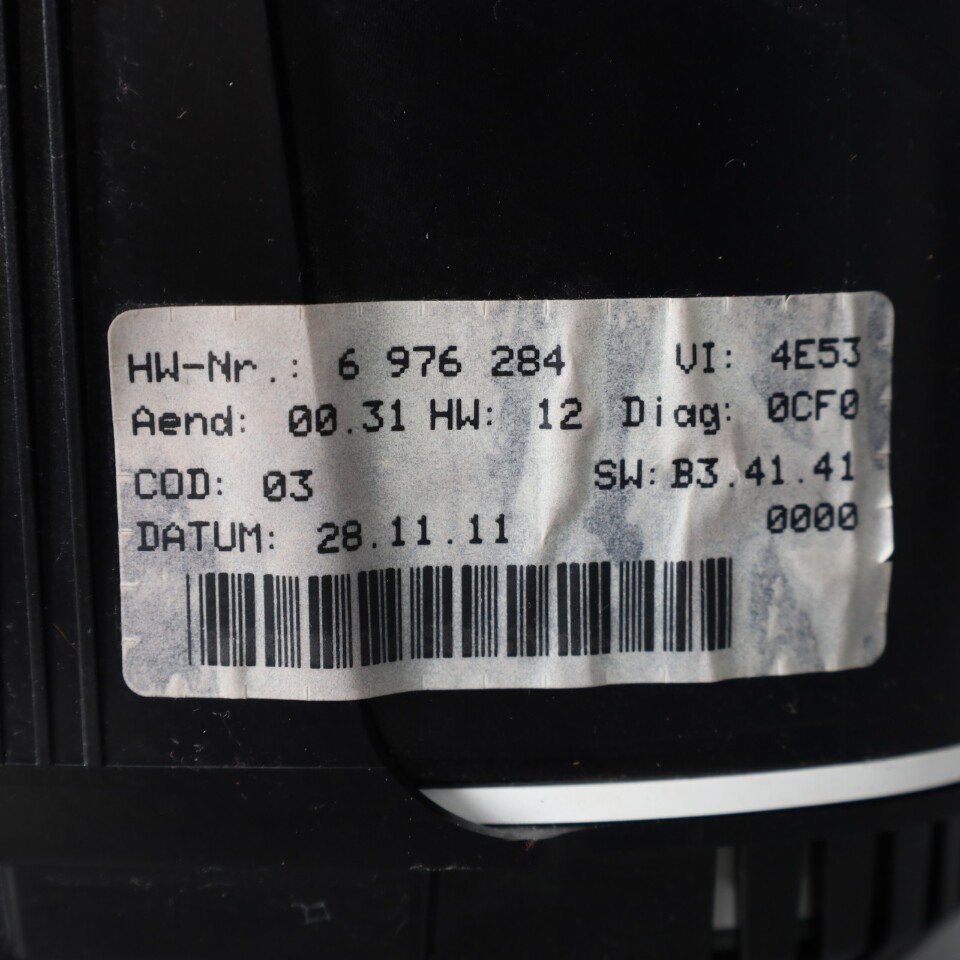 HW-Nr.: 6 976 284 VI: 4E53
Aend: 00.31 HW: 12 Diag: 0CF0
COD: 03 SW: B3.41.41
DATUM: 28.11.11 0000